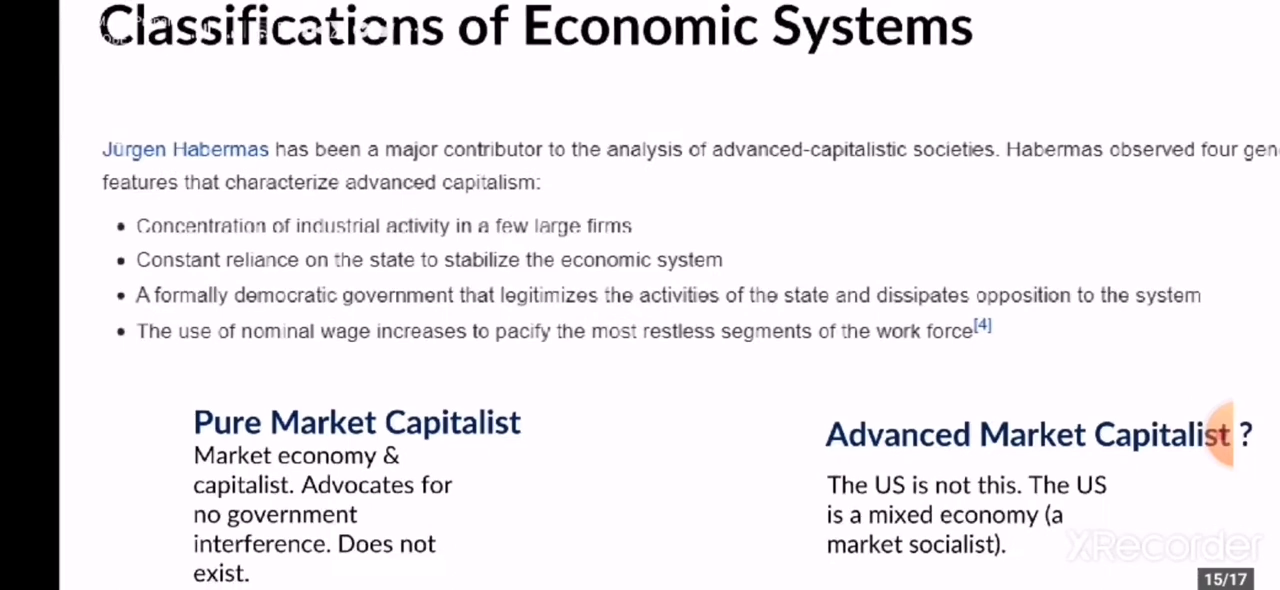 Classifications of Economic Systems
Jürgen Habermas has been a major contributor to the analysis of advanced-capitalistic societies. Habermas observed four gen
features that characterize advanced capitalism:
• Concentration of industrial activity in a few large firms
• Constant reliance on the state to stabilize the economic system
• A formally democratic government that legitimizes the activities of the state and dissipates opposition to the system
• The use of nominal wage increases to pacify the most restless segments of the work force[4]
Pure Market Capitalist
Market economy &
capitalist. Advocates for
no government
interference. Does not
exist.
Advanced Market Capitalist ?
The US is not this. The US
is a mixed economy (a
market socialist).
XRecorder
15/17